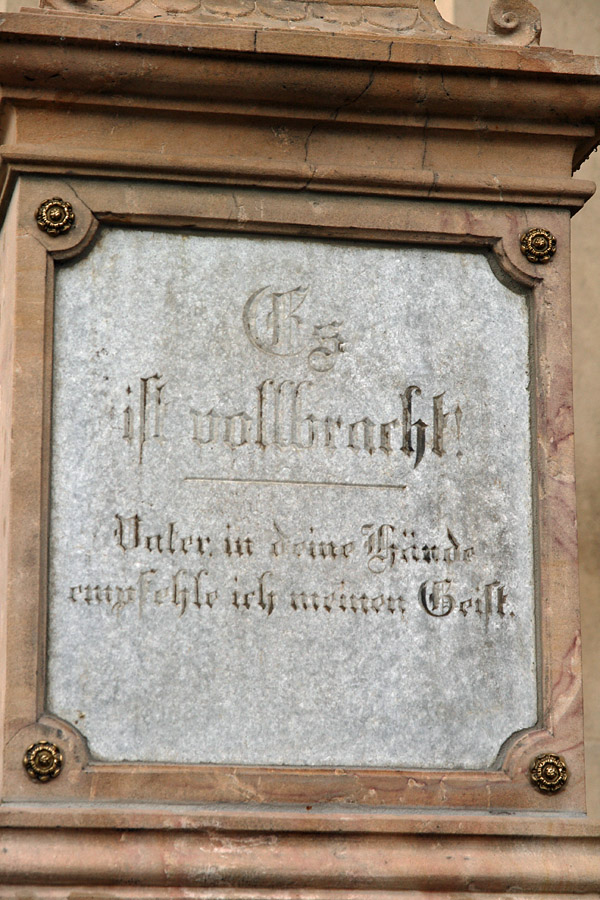 Es
ist vollbracht!
Vater, in deine Hände
empfehle ich meinen Geist.